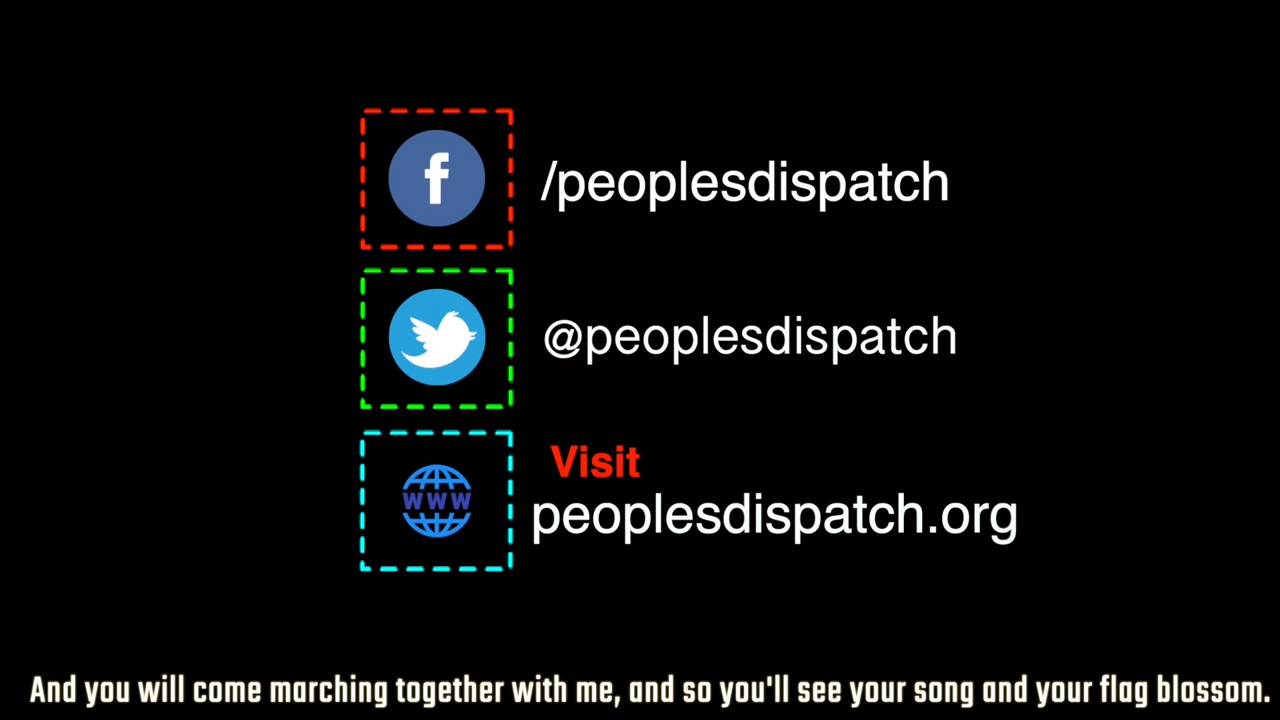 f
/peoplesdispatch
@peoplesdispatch
Visit
www
peoplesdispatch.org
And you will come marching together with me, and so you'll see your song and your flag blossom.